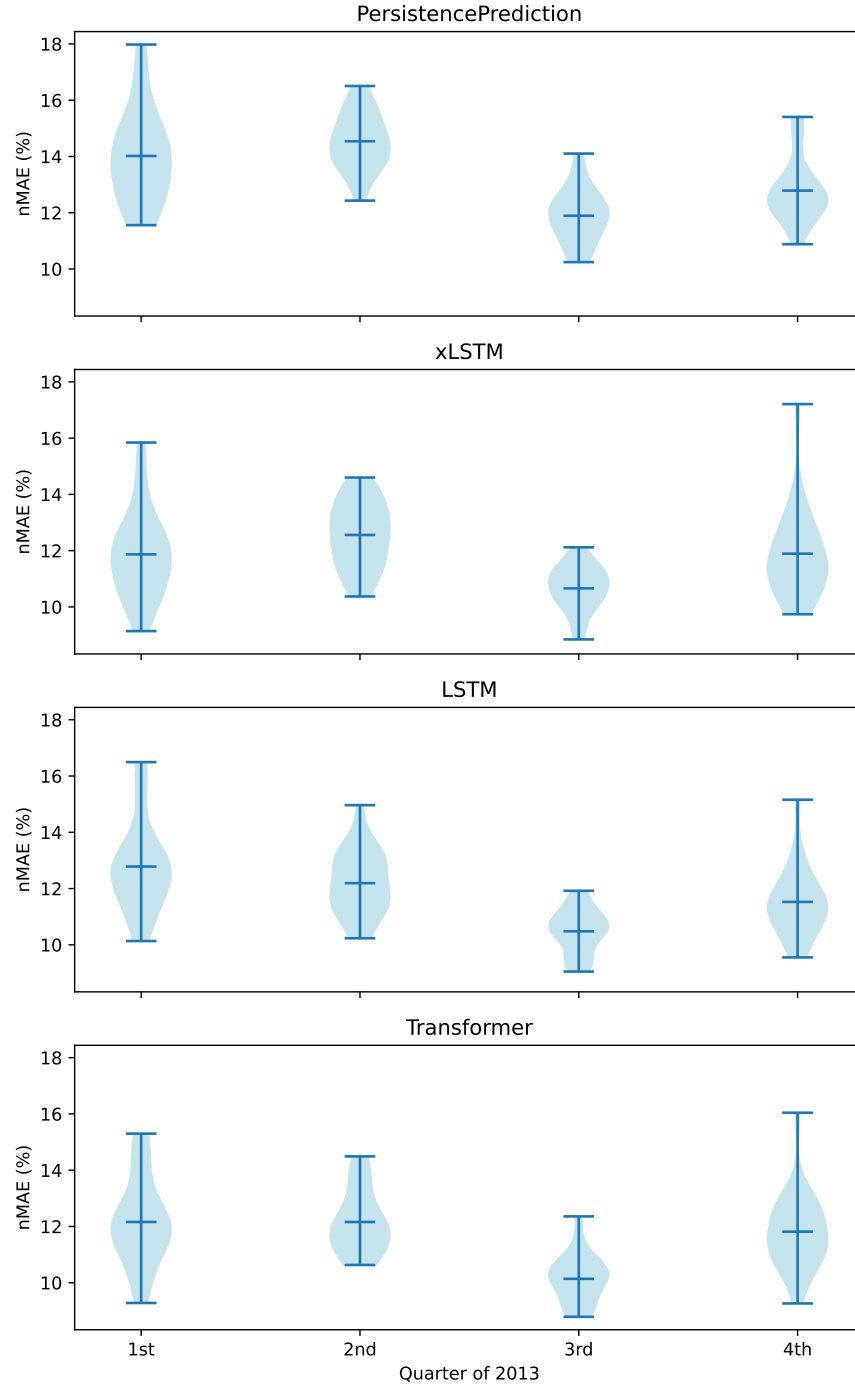 PersistencePrediction
nMAE (%)
18
16
14
12
10
xLSTM
nMAE (%)
18
16
14
12
10
LSTM
nMAE (%)
18
16
14
12
10
Transformer
nMAE (%)
18
16
14
12
10
1st 2nd 3rd 4th
Quarter of 2013